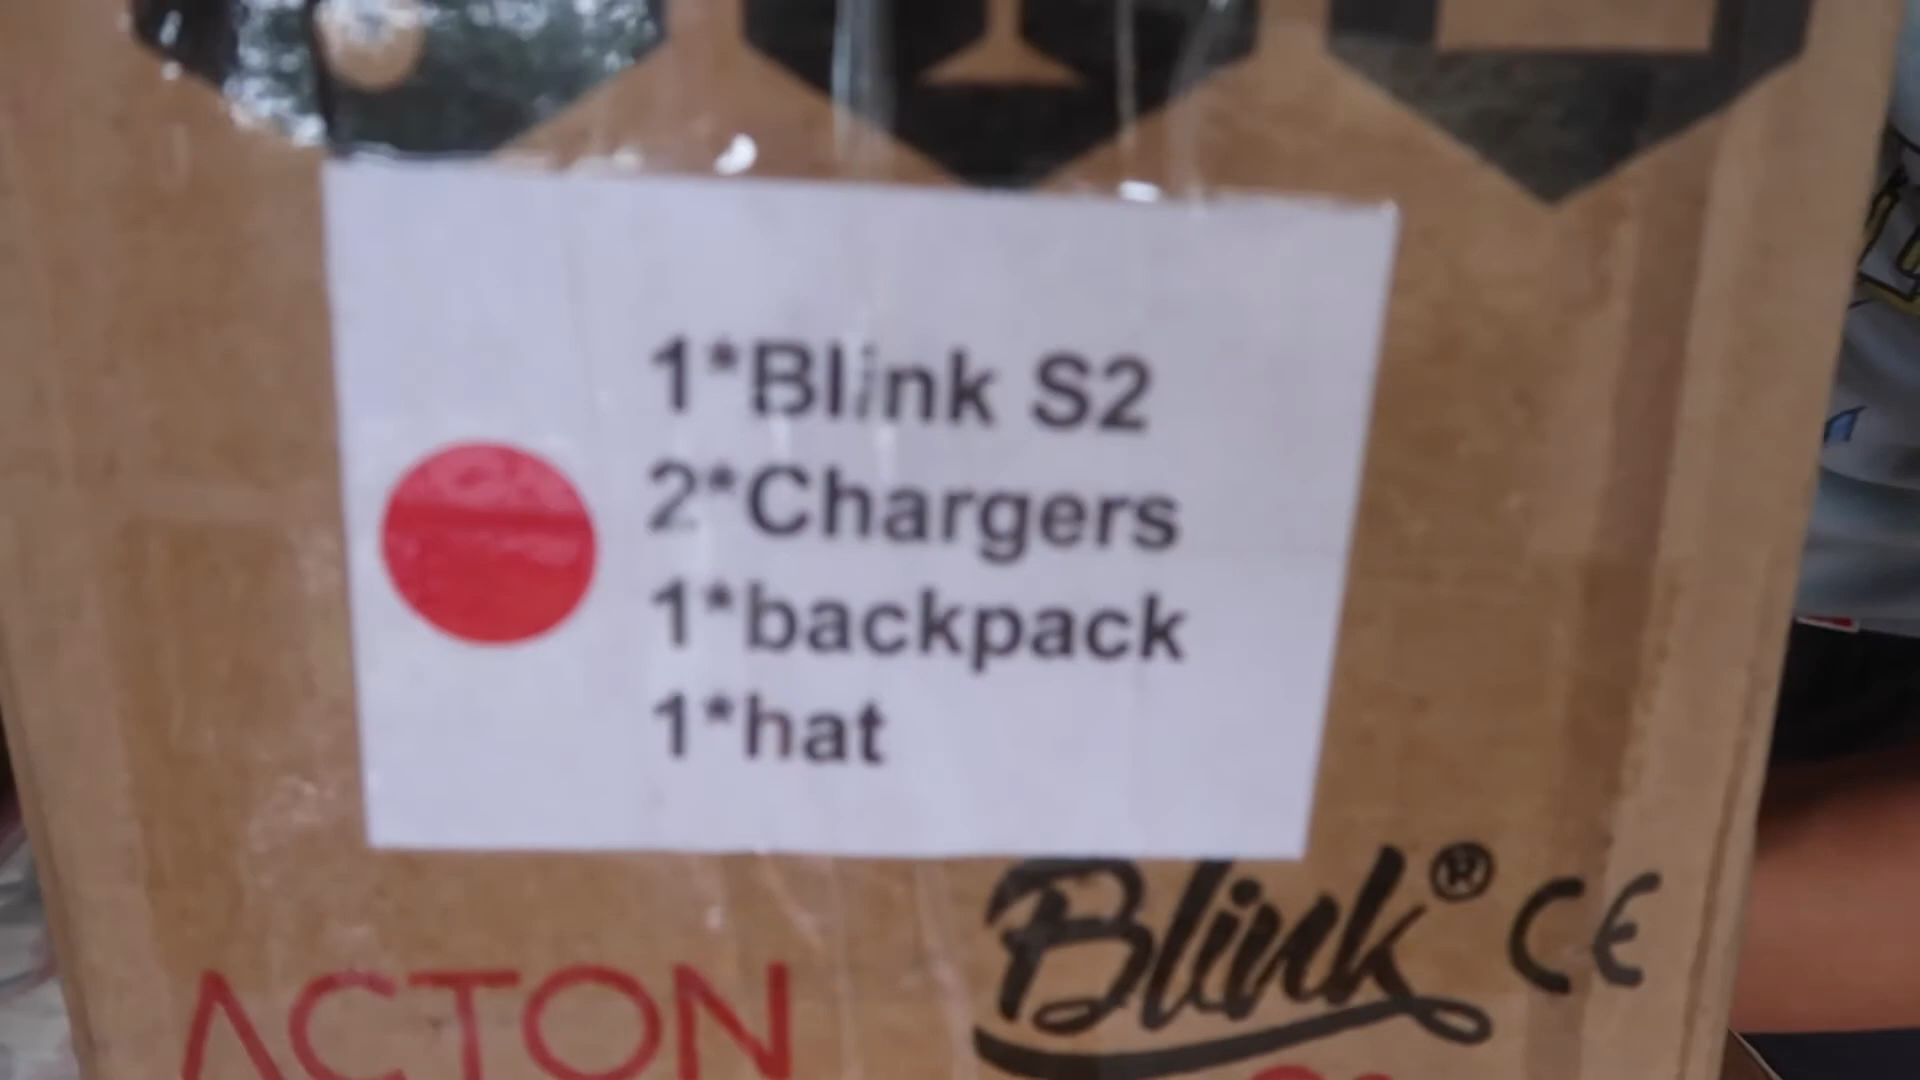 1*Blink S2
2*Chargers
1*backpack
1*hat
Blink® CE
ACTON